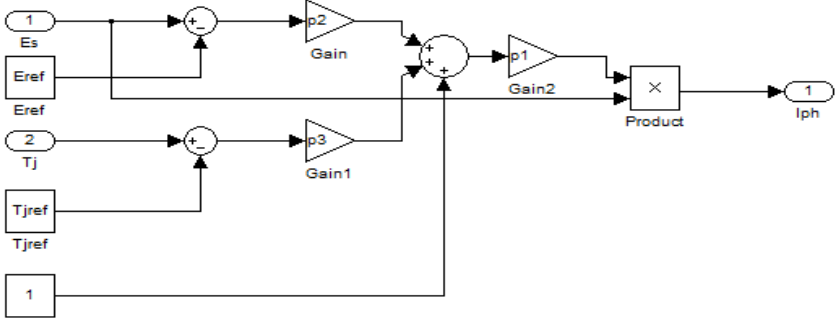 1
Es
+
−
p2
Gain
Eref
Eref
+
+
+
p1
Gain2
×
Product
1
Iph
2
Tj
+
−
p3
Gain1
Tjref
Tjref
1